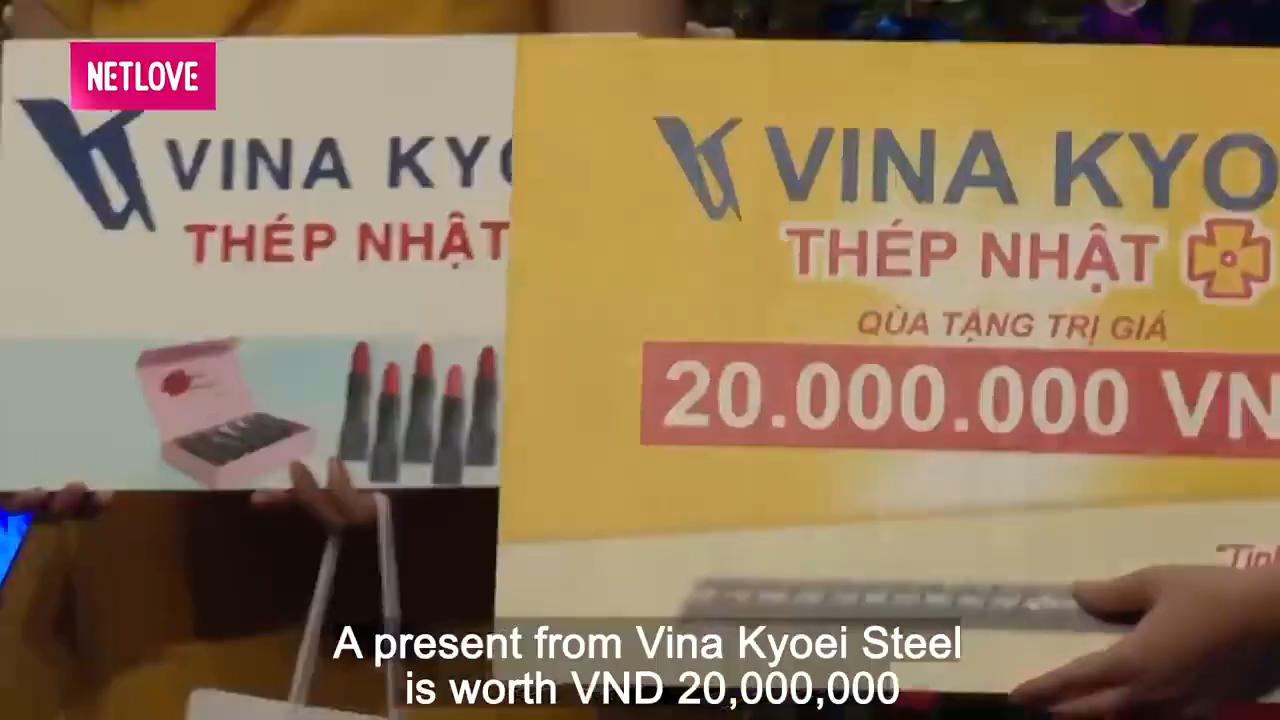 NETLOVE
VINA KYO
THÉP NHẬT
VINA KYO
THÉP NHẬT
QÙA TẶNG TRỊ GIÁ
20.000.000 VN
A present from Vina Kyoei Steel
is worth VND 20,000,000